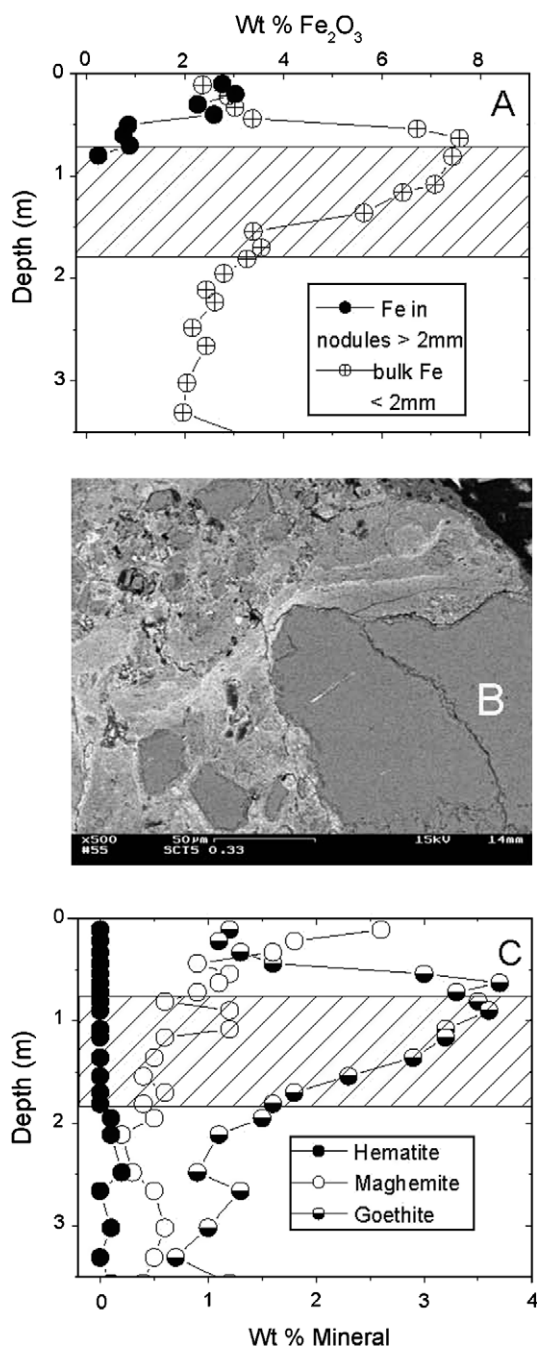 Wt % Fe2O3
0 2 4 6 8
0
A
1
2
3
Depth (m)
Fe in
nodules > 2mm
bulk Fe
< 2mm
B
x500 50µm 15kV 14mm
#55 SCT5 0.33
0
C
1
2
3
Depth (m)
Hematite
Maghemite
Goethite
0 1 2 3 4
Wt % Mineral